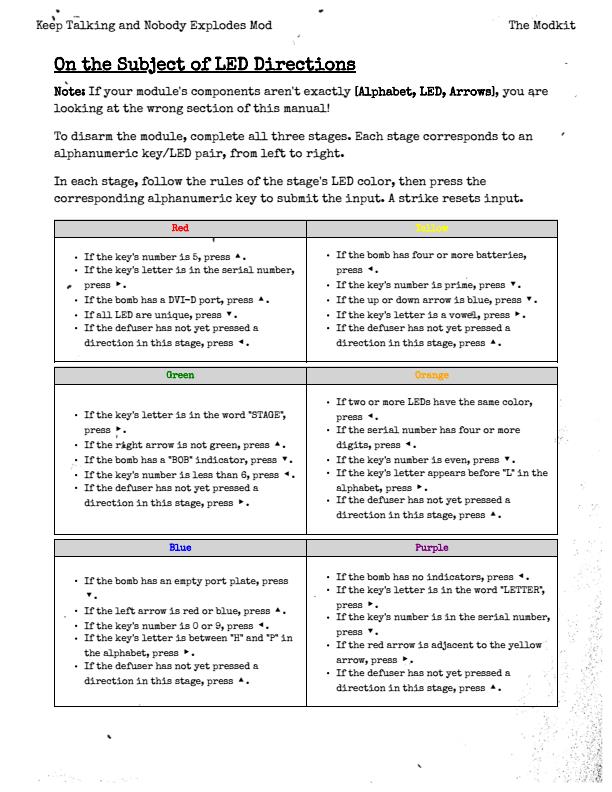 Keep Talking and Nobody Explodes Mod
The Modkit
On the Subject of LED Directions
Note: If your module's components aren't exactly [Alphabet, LED, Arrows], you are
looking at the wrong section of this manual!
To disarm the module, complete all three stages. Each stage corresponds to an
alphanumeric key/LED pair, from left to right.
In each stage, follow the rules of the stage's LED color, then press the
corresponding alphanumeric key to submit the input. A strike resets input.
Red
• If the key's number is 5, press ▲.
• If the key's letter is in the serial number,
press ►.
• If the bomb has a DVI-D port, press ▲.
• If all LED are unique, press ▼.
• If the defuser has not yet pressed a
direction in this stage, press ◄.
Yellow
• If the bomb has four or more batteries,
press ◄.
• If the key's number is prime, press ▼.
• If the up or down arrow is blue, press ▼.
• If the key's letter is a vowel, press ►.
• If the defuser has not yet pressed a
direction in this stage, press ▲.
Green
• If the key's letter is in the word "STAGE",
press ►.
• If the right arrow is not green, press ▲.
• If the bomb has a "BOB" indicator, press ▼.
• If the key's number is less than 6, press ◄.
• If the defuser has not yet pressed a
direction in this stage, press ►.
Orange
• If two or more LEDs have the same color,
press ◄.
• If the serial number has four or more
digits, press ◄.
• If the key's number is even, press ▼.
• If the key's letter appears before "L" in the
alphabet, press ►.
• If the defuser has not yet pressed a
direction in this stage, press ▲.
Blue
• If the bomb has an empty port plate, press
▼.
• If the left arrow is red or blue, press ▲.
• If the key's number is 0 or 9, press ◄.
• If the key's letter is between "H" and "P" in
the alphabet, press ►.
• If the defuser has not yet pressed a
direction in this stage, press ▲.
Purple
• If the bomb has no indicators, press ◄.
• If the key's letter is in the word "LETTER",
press ►.
• If the key's number is in the serial number,
press ▼.
• If the red arrow is adjacent to the yellow
arrow, press ►.
• If the defuser has not yet pressed a
direction in this stage, press ▲.